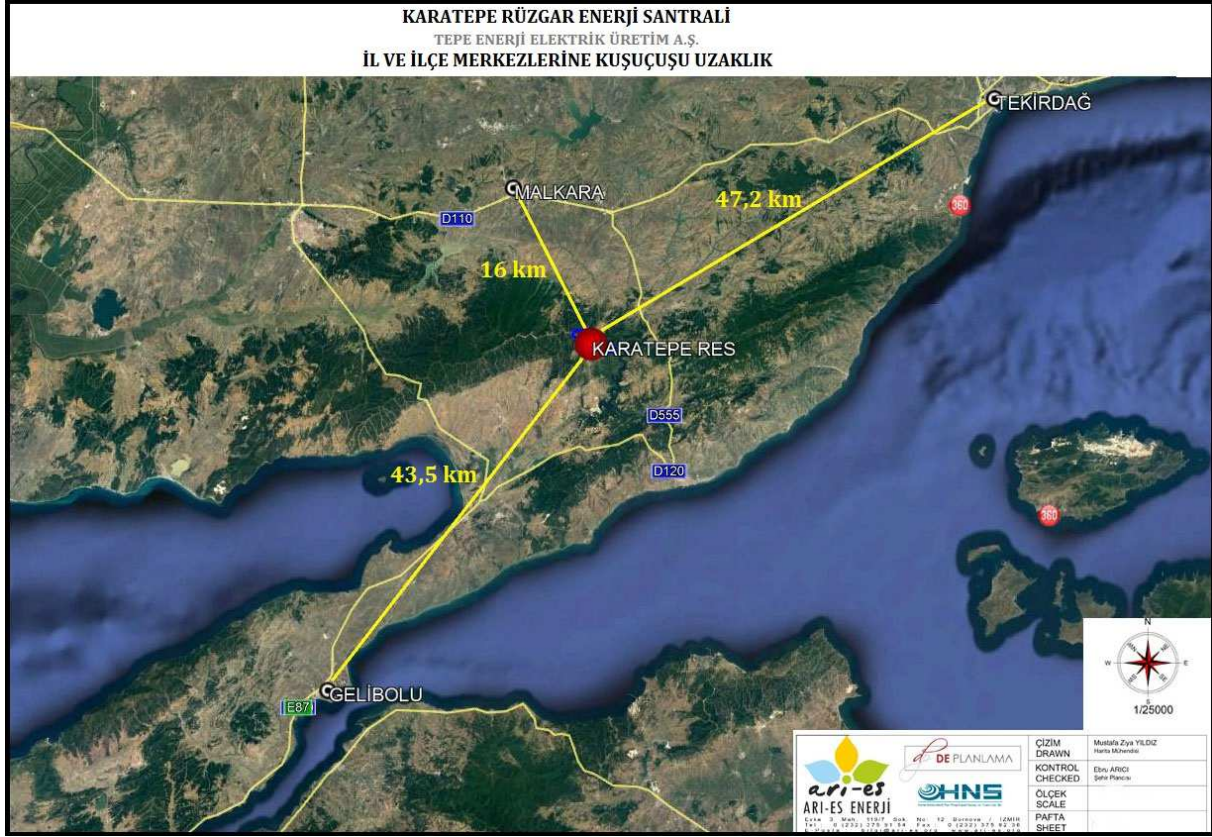 KARATEPE RÜZGAR ENERJİ SANTRALİ
TEPE ENERJİ ELEKTRİK ÜRETİM A.Ş.
İL VE İLÇE MERKEZLERİNE KUŞUÇUŞU UZAKLIK
TEKİRDAĞ
MALKARA
47,2 km
360
D110
16 km
KARATEPE RES
D555
D120
43,5 km
360
GELİBOLU
E87
N
W
E
S
1/25000
ari-es
ARI-ES ENERJİ
DE PLANLAMA
HNS
ÇİZİM
DRAWN
Mustafa Ziya YILDIZ
Harita Mühendisi
KONTROL
CHECKED
Ebru ARICI
Şehir Plancısı
ÖLÇEK
SCALE
PAFTA
SHEET